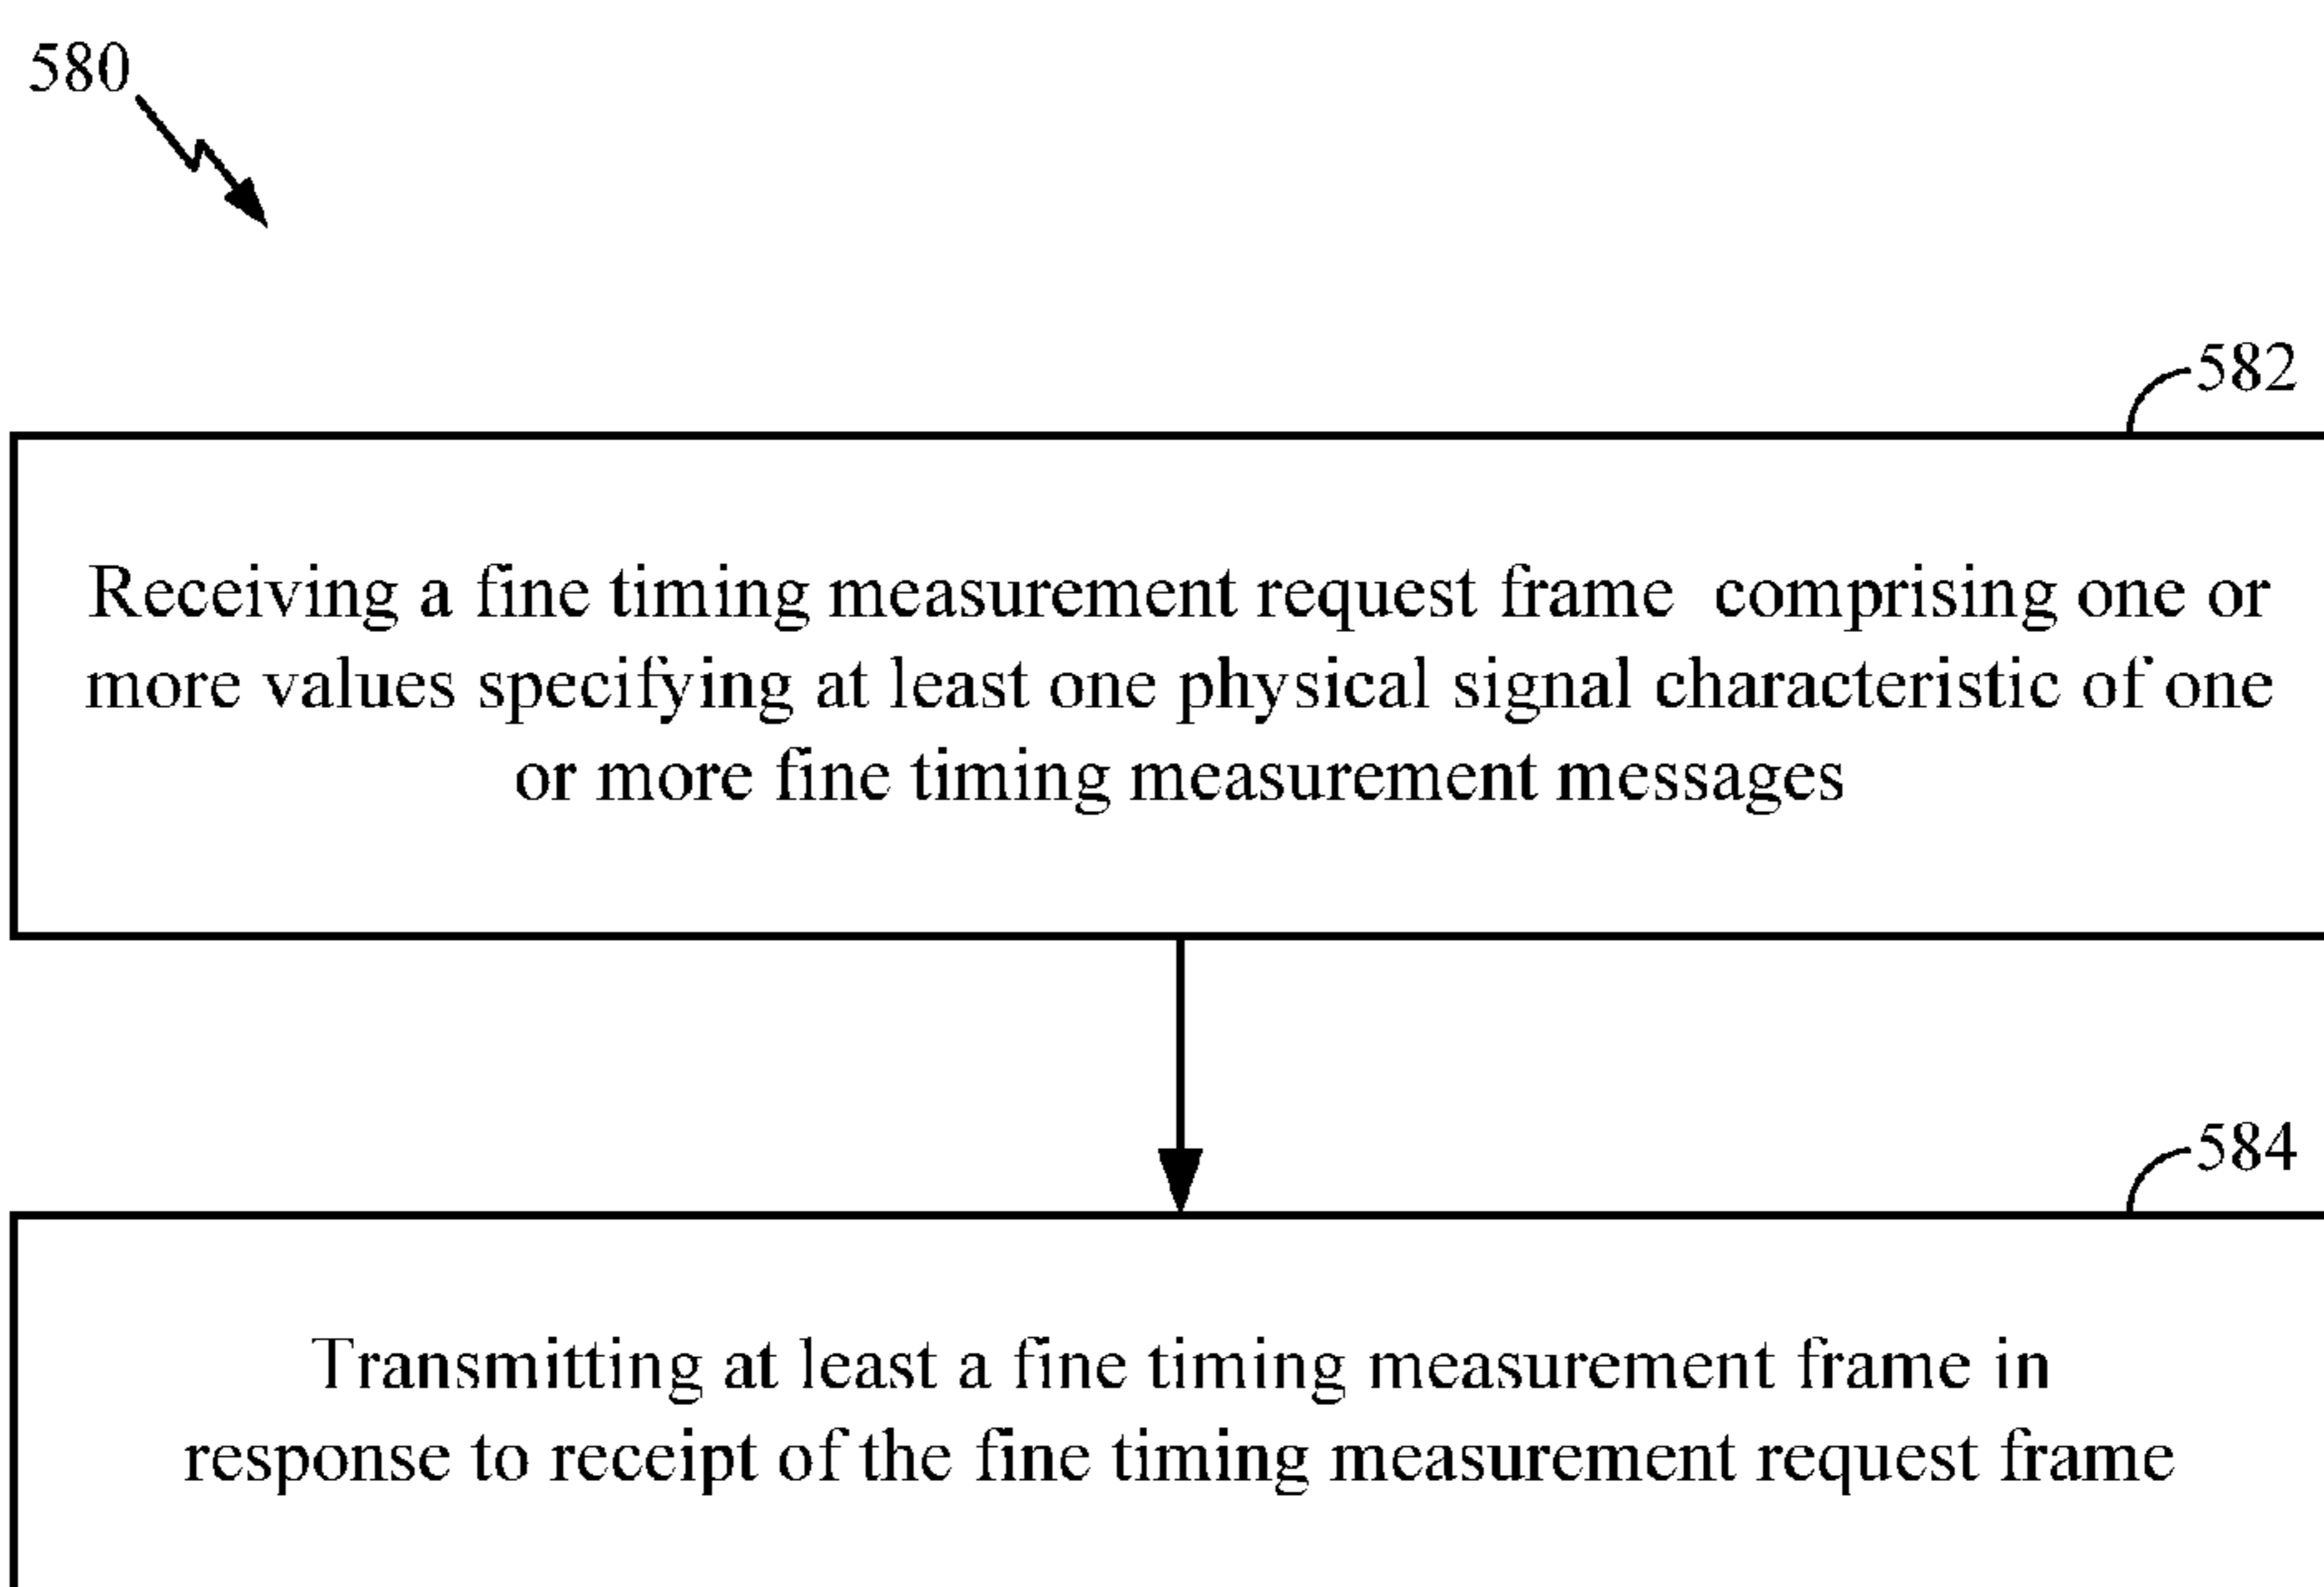 580
582
Receiving a fine timing measurement request frame comprising one or
more values specifying at least one physical signal characteristic of one
or more fine timing measurement messages
584
Transmitting at least a fine timing measurement frame in
response to receipt of the fine timing measurement request frame